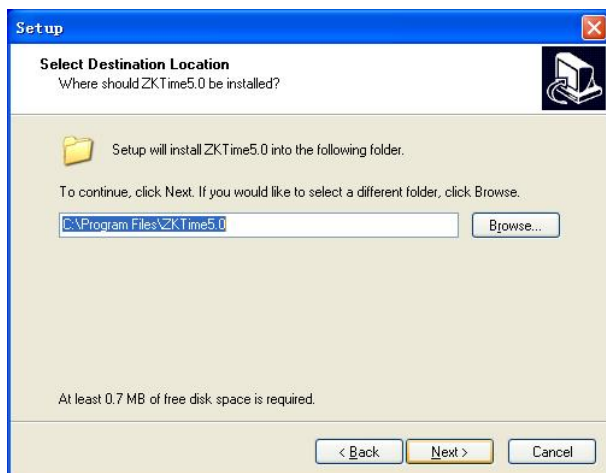 Setup
Select Destination Location
Where should ZKTime5.0 be installed?
Setup will install ZKTime5.0 into the following folder.
To continue, click Next. If you would like to select a different folder, click Browse.
C:\Program Files\ZKTime5.0
Browse...
At least 0.7 MB of free disk space is required.
< Back
Next >
Cancel